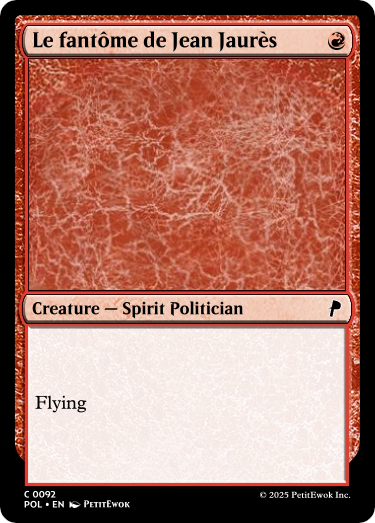 Le fantôme de Jean Jaurès
Creature — Spirit Politician
Flying
C 0092
POL • EN PetitEwok
© 2025 PetitEwok Inc.